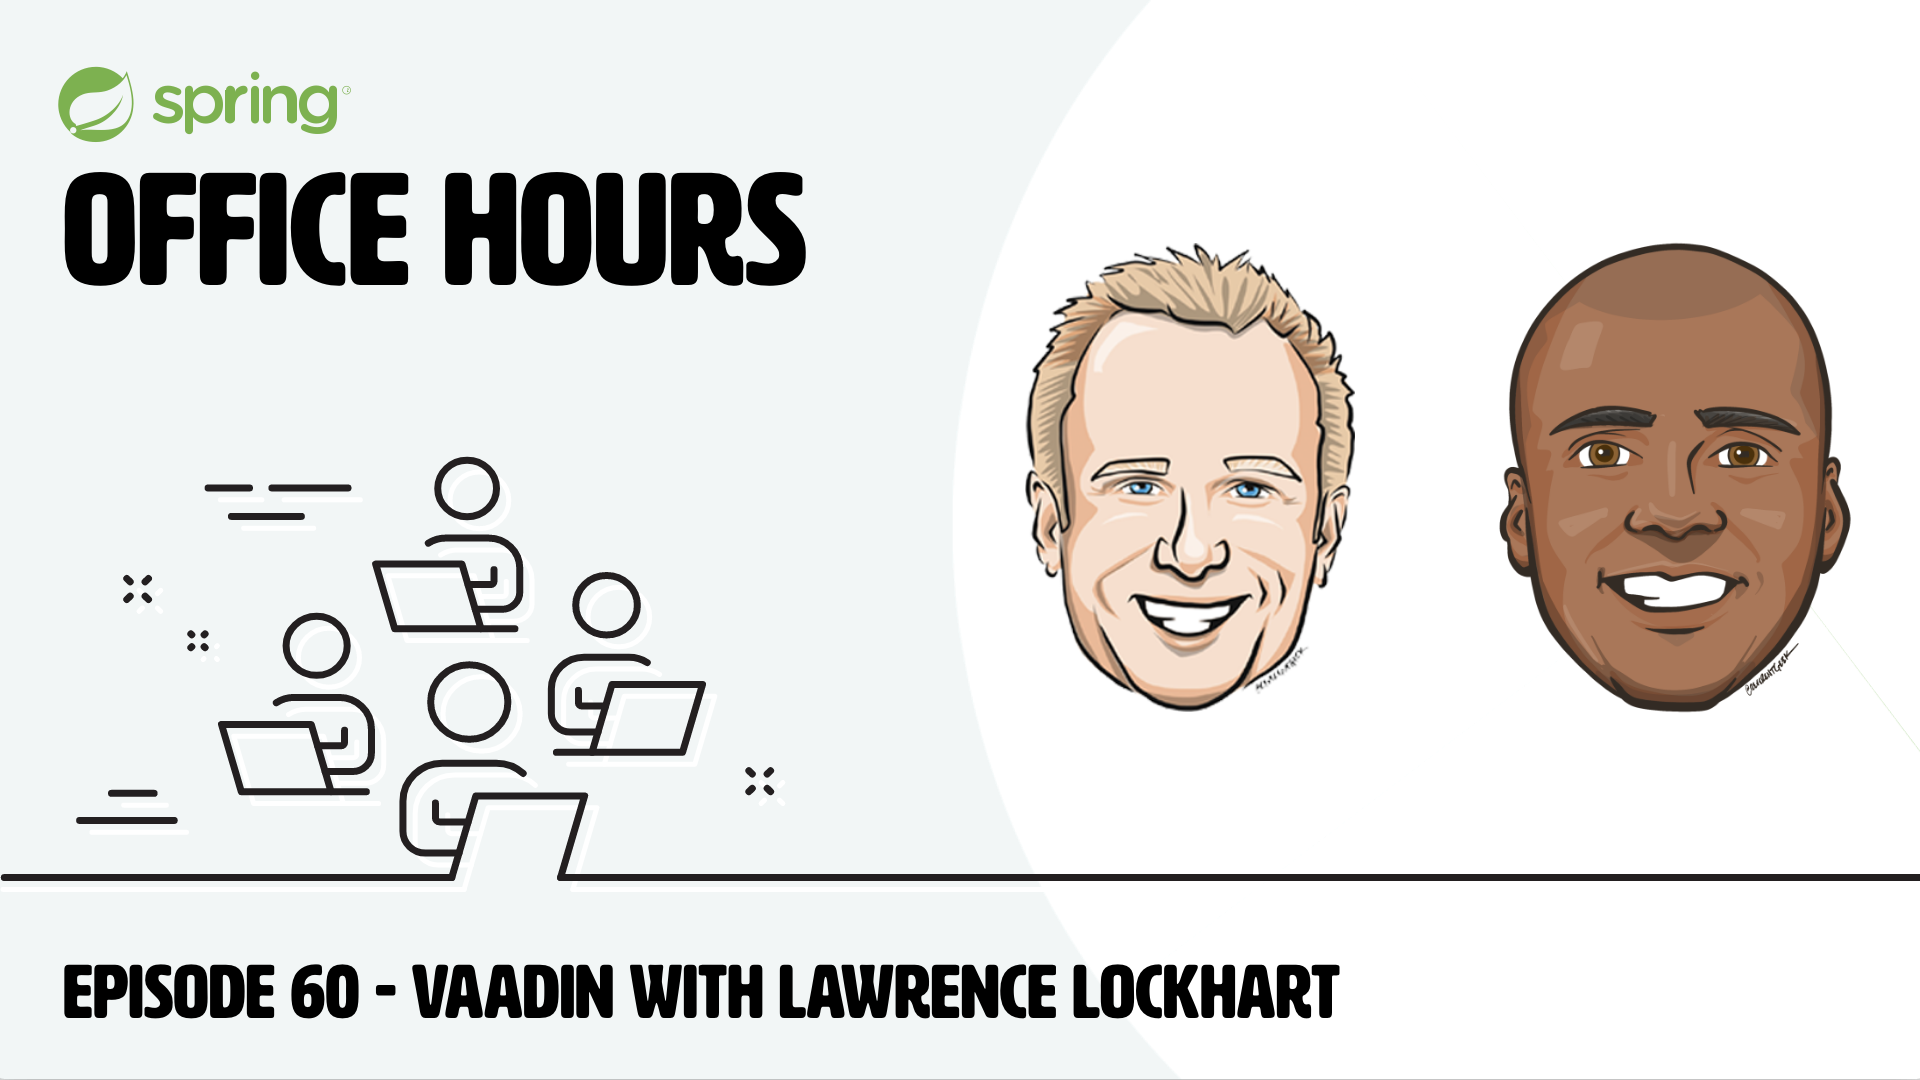 spring
OFFICE HOURS
EPISODE 60 - VAADIN WITH LAWRENCE LOCKHART